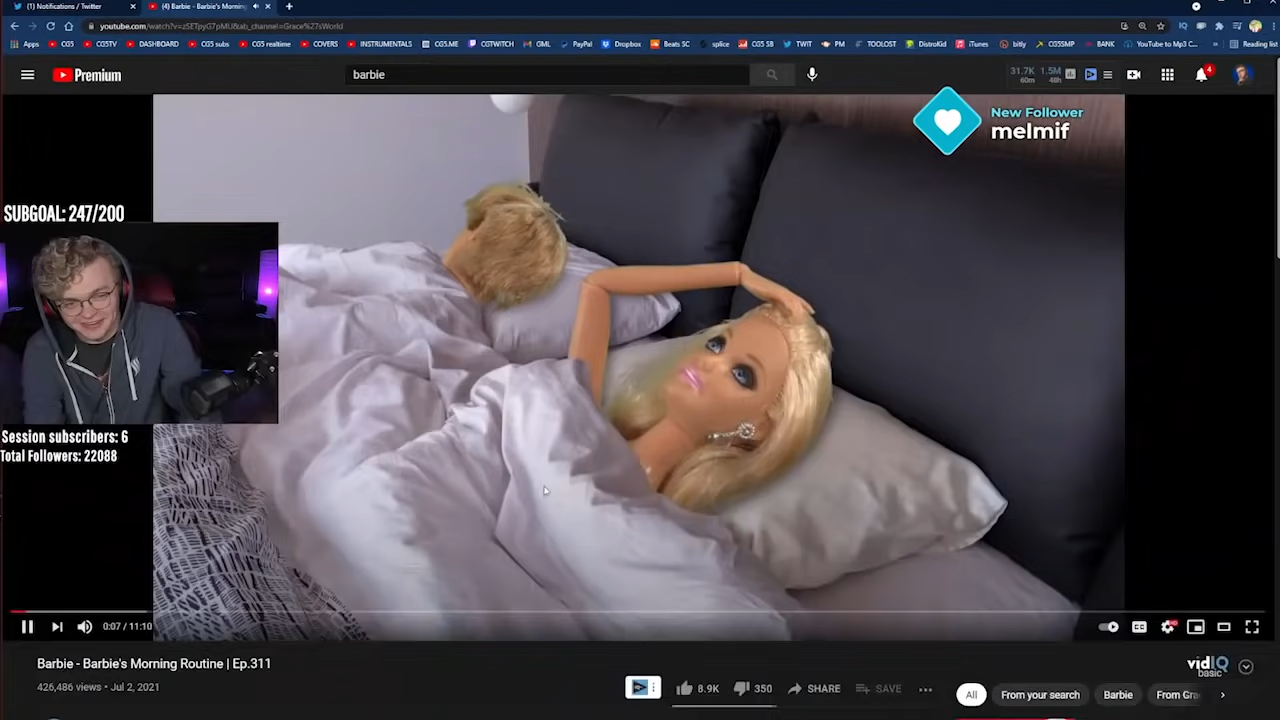 (1) Notifications / Twitter
(4) Barbie - Barbie's Morning
youtube.com/watch?v=
&ab_channel=Grace%27sWorld
Apps CG5 CG5TV DASHBOARD CG5 subs CG5 realtime COVERS INSTRUMENTALS CG5.ME CGTWITCH GML PayPal Dropbox Beats SC splice CG5 SB TWIT PM TOOLOST DistroKid iTunes bitly CG5SMP BANK YouTube to Mp3 C... » Reading list
Premium
barbie
31.7K 1.5M
60m 48h
4
New Follower
melmif
SUBGOAL: 247/200
Session subscribers: 6
Total Followers: 22088
0:07 / 11:10
CC
Barbie - Barbie's Morning Routine | Ep.311
426,486 views • Jul 2, 2021
8.9K 350 SHARE SAVE
vidIQ
basic
All From your search Barbie From Gra